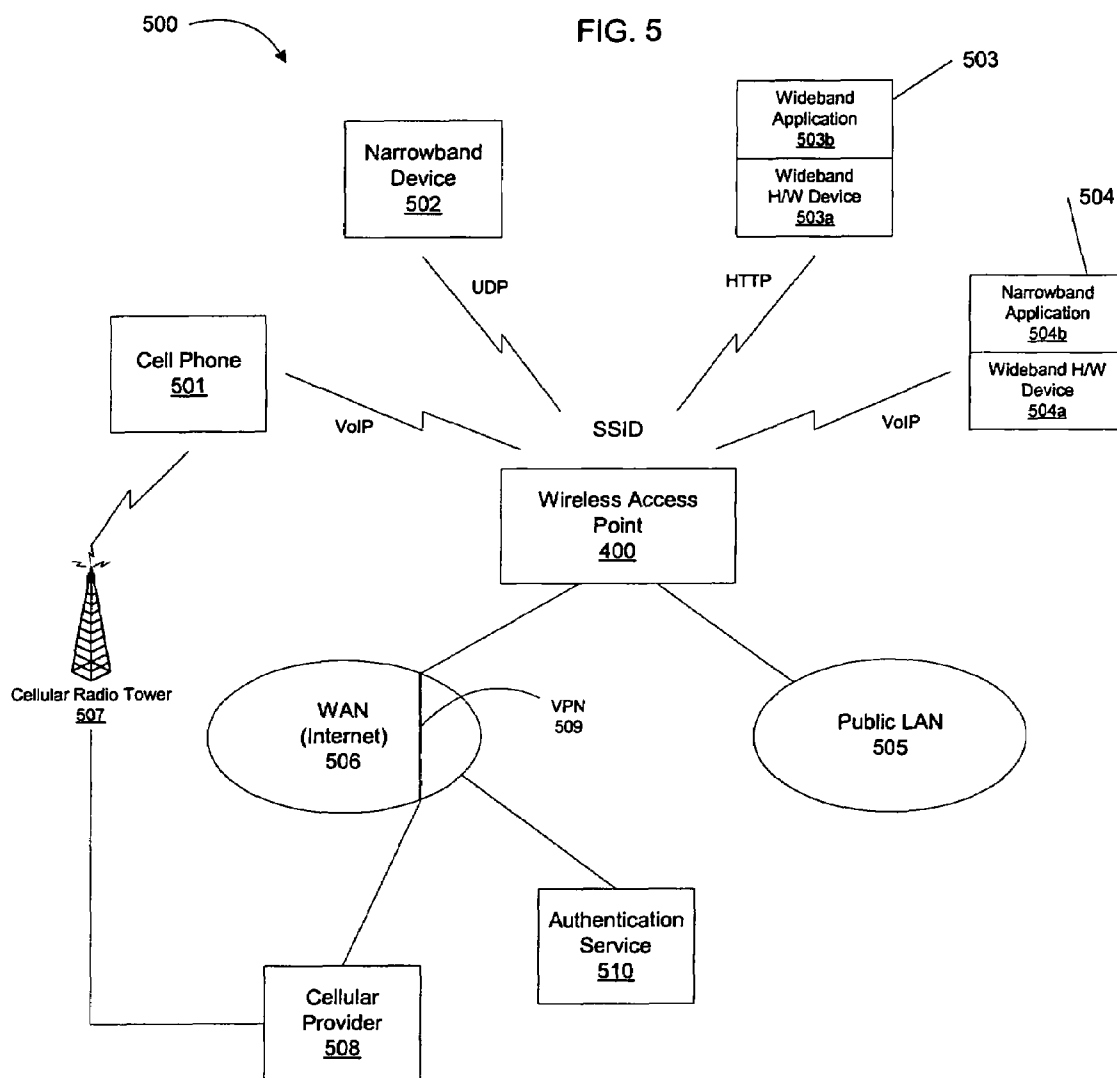 500
FIG. 5
503
Wideband
Application
503b
Wideband
H/W Device
503a
Narrowband
Device
502
504
Narrowband
Application
504b
Wideband H/W
Device
504a
UDP
HTTP
Cell Phone
501
VoIP
SSID
VoIP
Wireless Access
Point
400
Cellular Radio Tower
507
WAN
(Internet)
506
VPN
509
Public LAN
505
Authentication
Service
510
Cellular
Provider
508